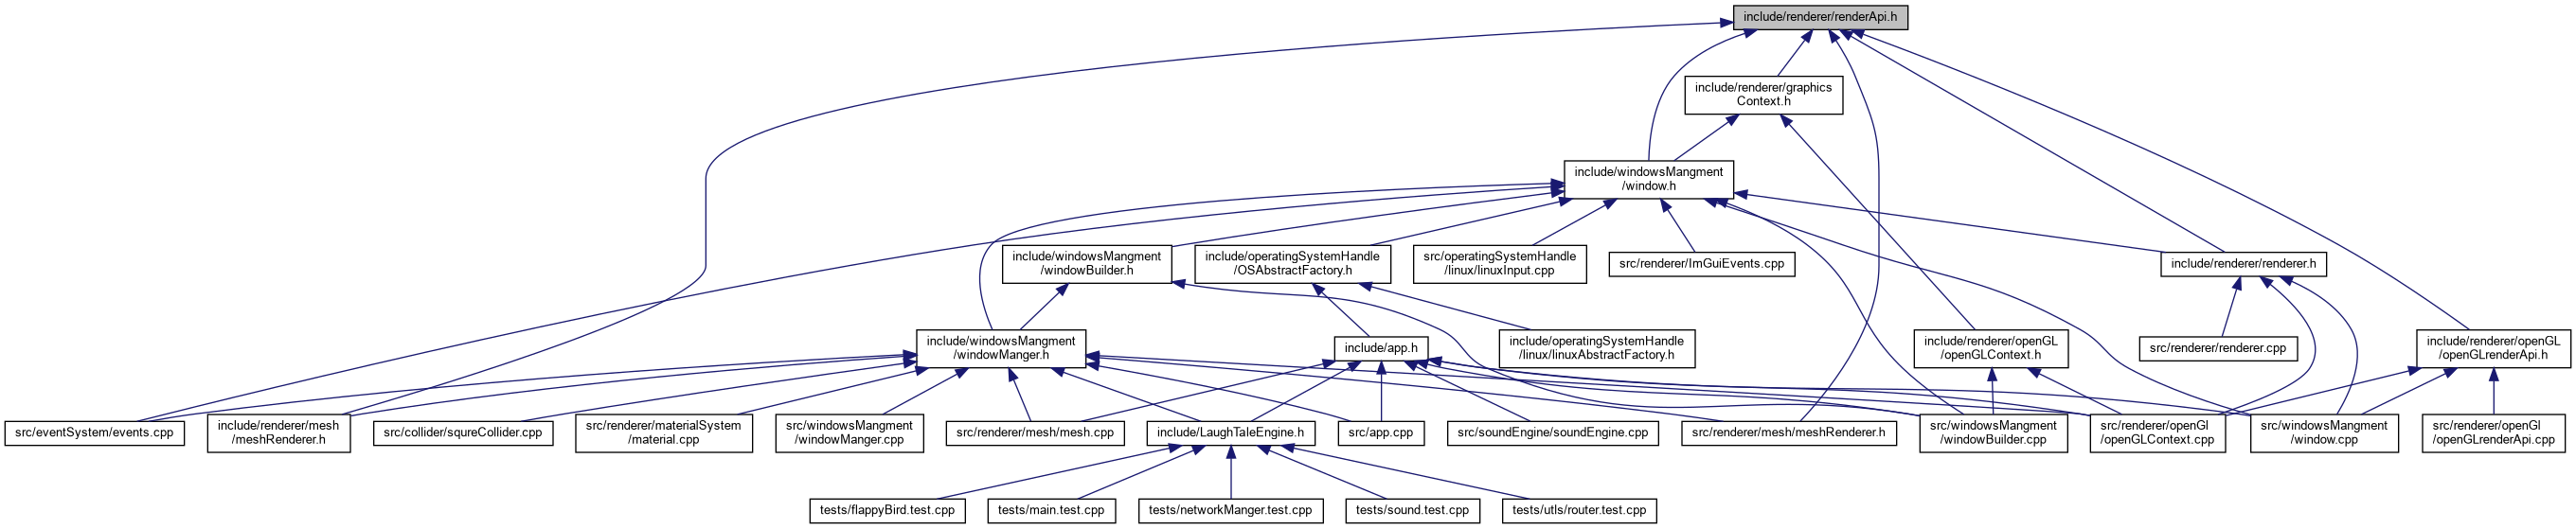 include/renderer/renderApi.h
include/renderer/graphics
Context.h
include/windowsMangment
/window.h
include/windowsMangment
/windowBuilder.h
include/operatingSystemHandle
/OSAbstractFactory.h
src/operatingSystemHandle
/linux/linuxInput.cpp
src/renderer/ImGuiEvents.cpp
include/renderer/renderer.h
include/windowsMangment
/windowManger.h
include/app.h
include/operatingSystemHandle
/linux/linuxAbstractFactory.h
include/renderer/openGL
/openGLContext.h
src/renderer/renderer.cpp
include/renderer/openGL
/openGLrenderApi.h
src/eventSystem/events.cpp
include/renderer/mesh
/meshRenderer.h
src/collider/squreCollider.cpp
src/renderer/materialSystem
/material.cpp
src/windowsMangment
/windowManger.cpp
src/renderer/mesh/mesh.cpp
include/LaughTaleEngine.h
src/app.cpp
src/soundEngine/soundEngine.cpp
src/renderer/mesh/meshRenderer.h
src/windowsMangment
/windowBuilder.cpp
src/renderer/openGl
/openGLContext.cpp
src/windowsMangment
/window.cpp
src/renderer/openGl
/openGLrenderApi.cpp
tests/flappyBird.test.cpp
tests/main.test.cpp
tests/networkManger.test.cpp
tests/sound.test.cpp
tests/utls/router.test.cpp